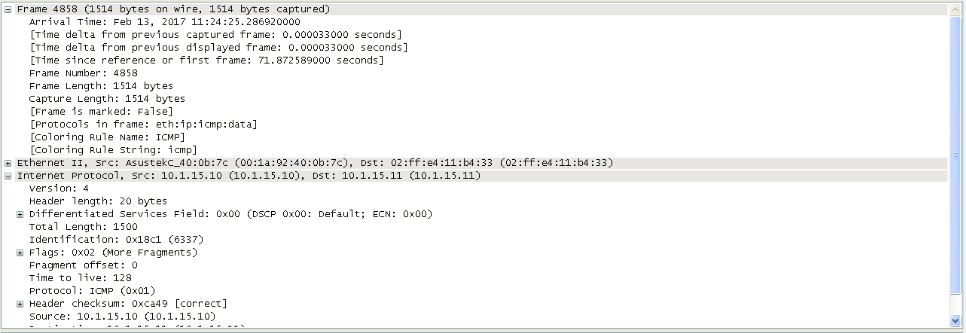 Frame 4858 (1514 bytes on wire, 1514 bytes captured)
Arrival Time: Feb 13, 2017 11:24:25.286920000
[Time delta from previous captured frame: 0.000033000 seconds]
[Time delta from previous displayed frame: 0.000033000 seconds]
[Time since reference or first frame: 71.872589000 seconds]
Frame Number: 4858
Frame Length: 1514 bytes
Capture Length: 1514 bytes
[Frame is marked: False]
[Protocols in frame: eth:ip:icmp:data]
[Coloring Rule Name: ICMP]
[Coloring Rule String: icmp]
Ethernet II, Src: AsustekC_40:0b:7c (00:1a:92:40:0b:7c), Dst: 02:ff:e4:11:b4:33 (02:ff:e4:11:b4:33)
Internet Protocol, Src: 10.1.15.10 (10.1.15.10), Dst: 10.1.15.11 (10.1.15.11)
Version: 4
Header length: 20 bytes
Differentiated Services Field: 0x00 (DSCP 0x00: Default; ECN: 0x00)
Total Length: 1500
Identification: 0x18c1 (6337)
Flags: 0x02 (More Fragments)
Fragment offset: 0
Time to live: 128
Protocol: ICMP (0x01)
Header checksum: 0xca49 [correct]
Source: 10.1.15.10 (10.1.15.10)